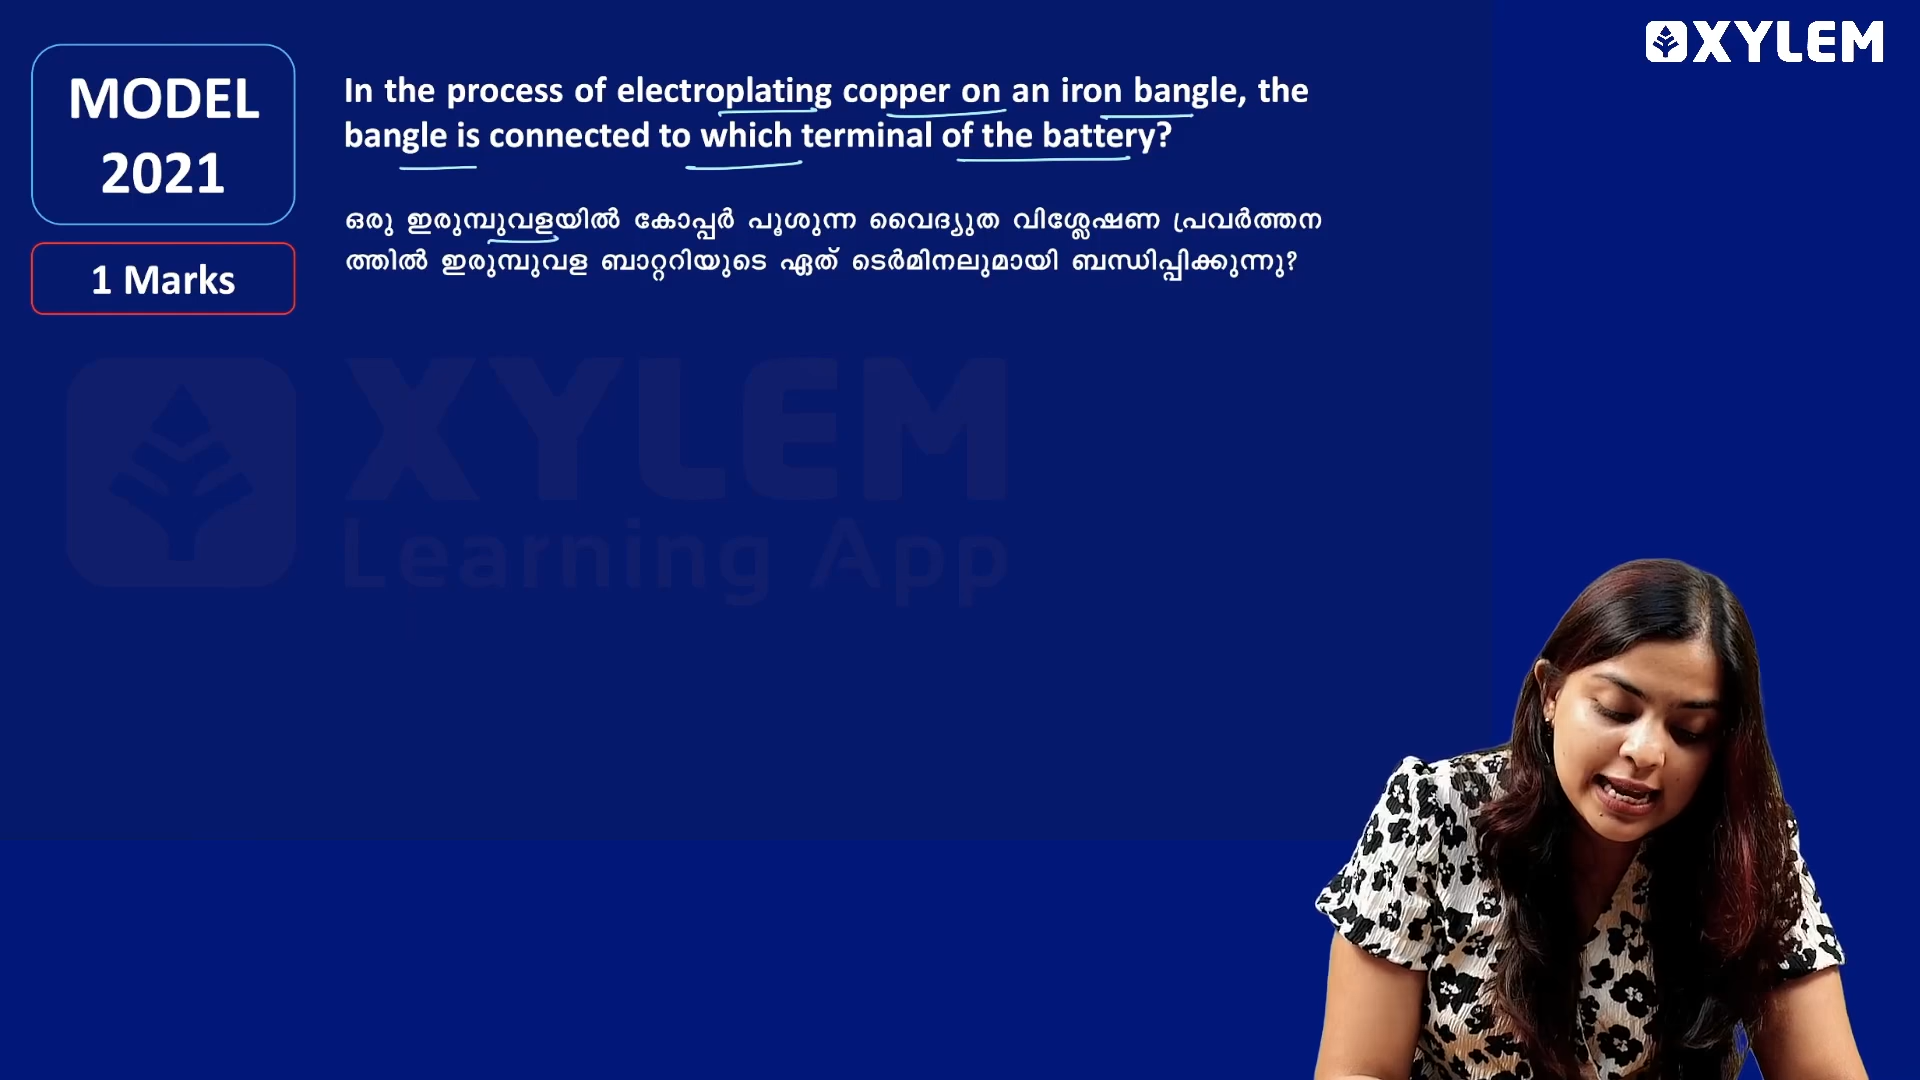 XYLEM
MODEL
2021
1 Marks
In the process of electroplating copper on an iron bangle, the
bangle is connected to which terminal of the battery?
ഒരു ഇരുമ്പുവളയിൽ കോപ്പർ പൂശുന്ന വൈദ്യുത വിശ്ലേഷണ പ്രവർത്തന
ത്തിൽ ഇരുമ്പുവള ബാറ്ററിയുടെ ഏത് ടെർമിനലുമായി ബന്ധിപ്പിക്കുന്നു?
XYLEM
Learning App